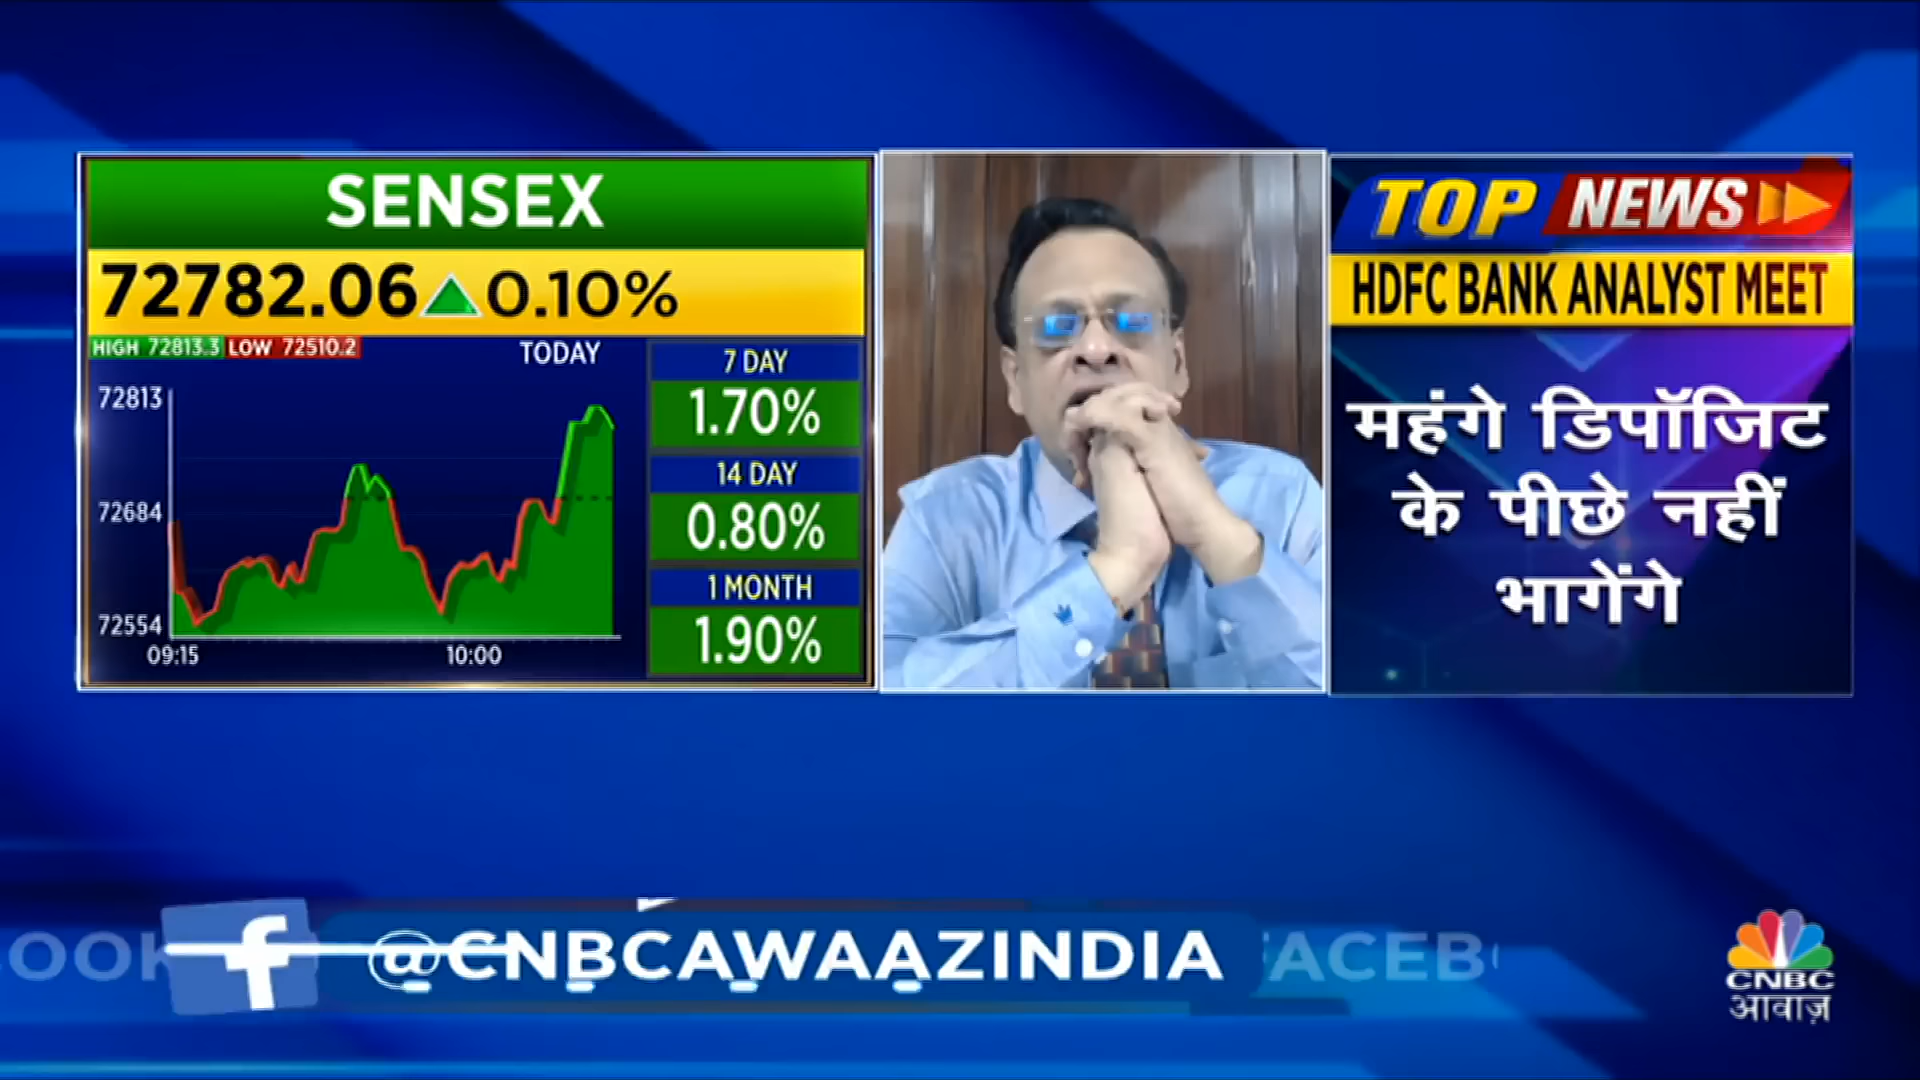 SENSEX
72782.06 0.10%
HIGH 72813.3 LOW 72510.2
TODAY
72813
72684
72554
09:15 10:00
7 DAY
1.70%
14 DAY
0.80%
1 MONTH
1.90%
TOP NEWS
HDFC BANK ANALYST MEET
महंगे डिपॉजिट
के पीछे नहीं
भागेंगे
@CNBCAWAAZINDIA
CNBC
आवाज़